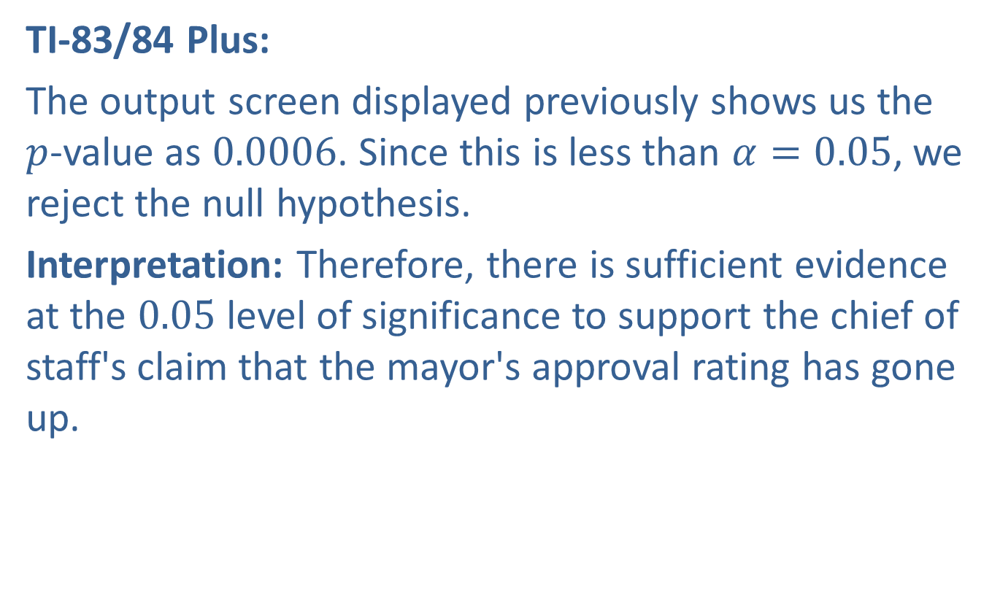 TI-83/84 Plus:
The output screen displayed previously shows us the
p-value as 0.0006. Since this is less than α = 0.05, we
reject the null hypothesis.
Interpretation: Therefore, there is sufficient evidence
at the 0.05 level of significance to support the chief of
staff's claim that the mayor's approval rating has gone
up.